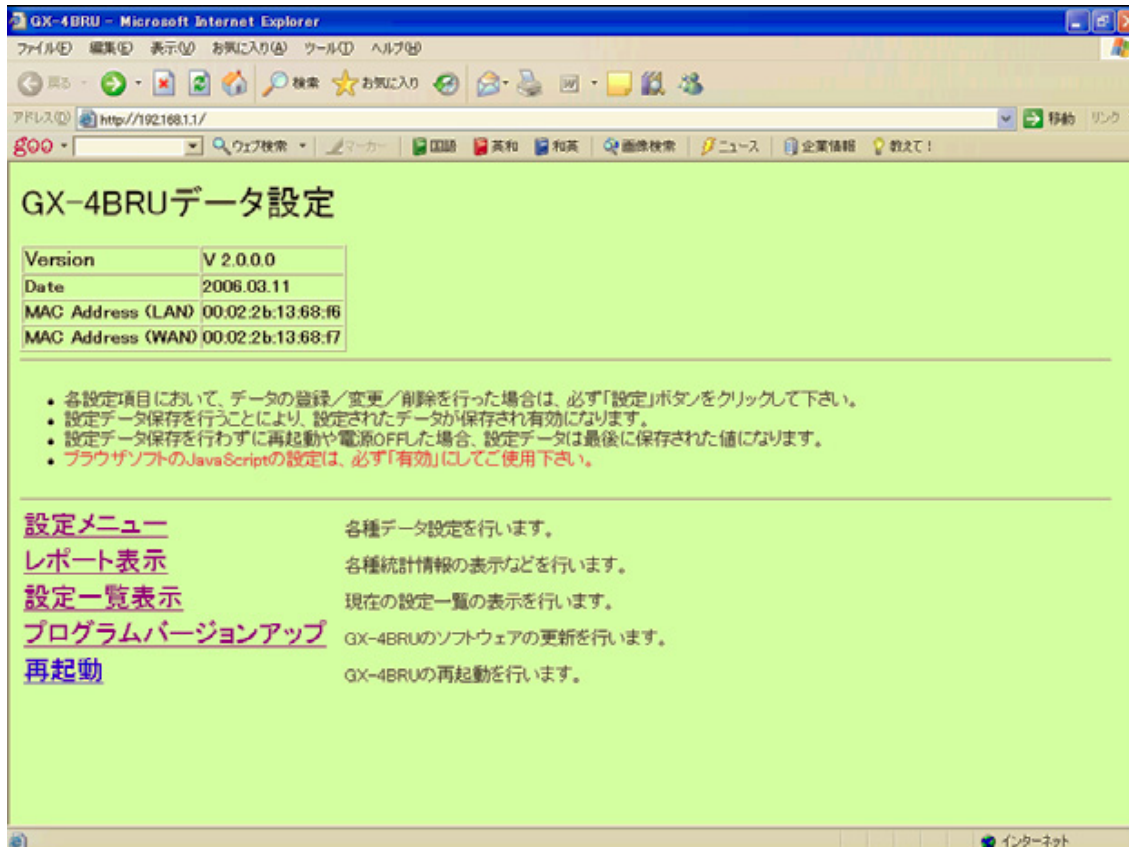 GX-4BRU - Microsoft Internet Explorer
ファイル(F) 編集(E) 表示(V) お気に入り(A) ツール(T) ヘルプ(H)
戻る 検索 お気に入り
アドレス(D) http://192.168.1.1/ 移動 リンク
goo ウェブ検索 マーカー 国語 英和 和英 画像検索 ニュース 企業情報 教えて!
GX-4BRUデータ設定
Version V 2.0.0.0
Date 2006.03.11
MAC Address (LAN) 00:02:2b:13:68:f6
MAC Address (WAN) 00:02:2b:13:68:f7
• 各設定項目において、データの登録／変更／削除を行った場合は、必ず「設定」ボタンをクリックして下さい。
• 設定データ保存を行うことにより、設定されたデータが保存され有効になります。
• 設定データ保存を行わずに再起動や電源OFFした場合、設定データは最後に保存された値になります。
• ブラウザソフトのJavaScriptの設定は、必ず「有効」にしてご使用下さい。
設定メニュー 各種データ設定を行います。
レポート表示 各種統計情報の表示などを行います。
設定一覧表示 現在の設定一覧の表示を行います。
プログラムバージョンアップ GX-4BRUのソフトウェアの更新を行います。
再起動 GX-4BRUの再起動を行います。
インターネット